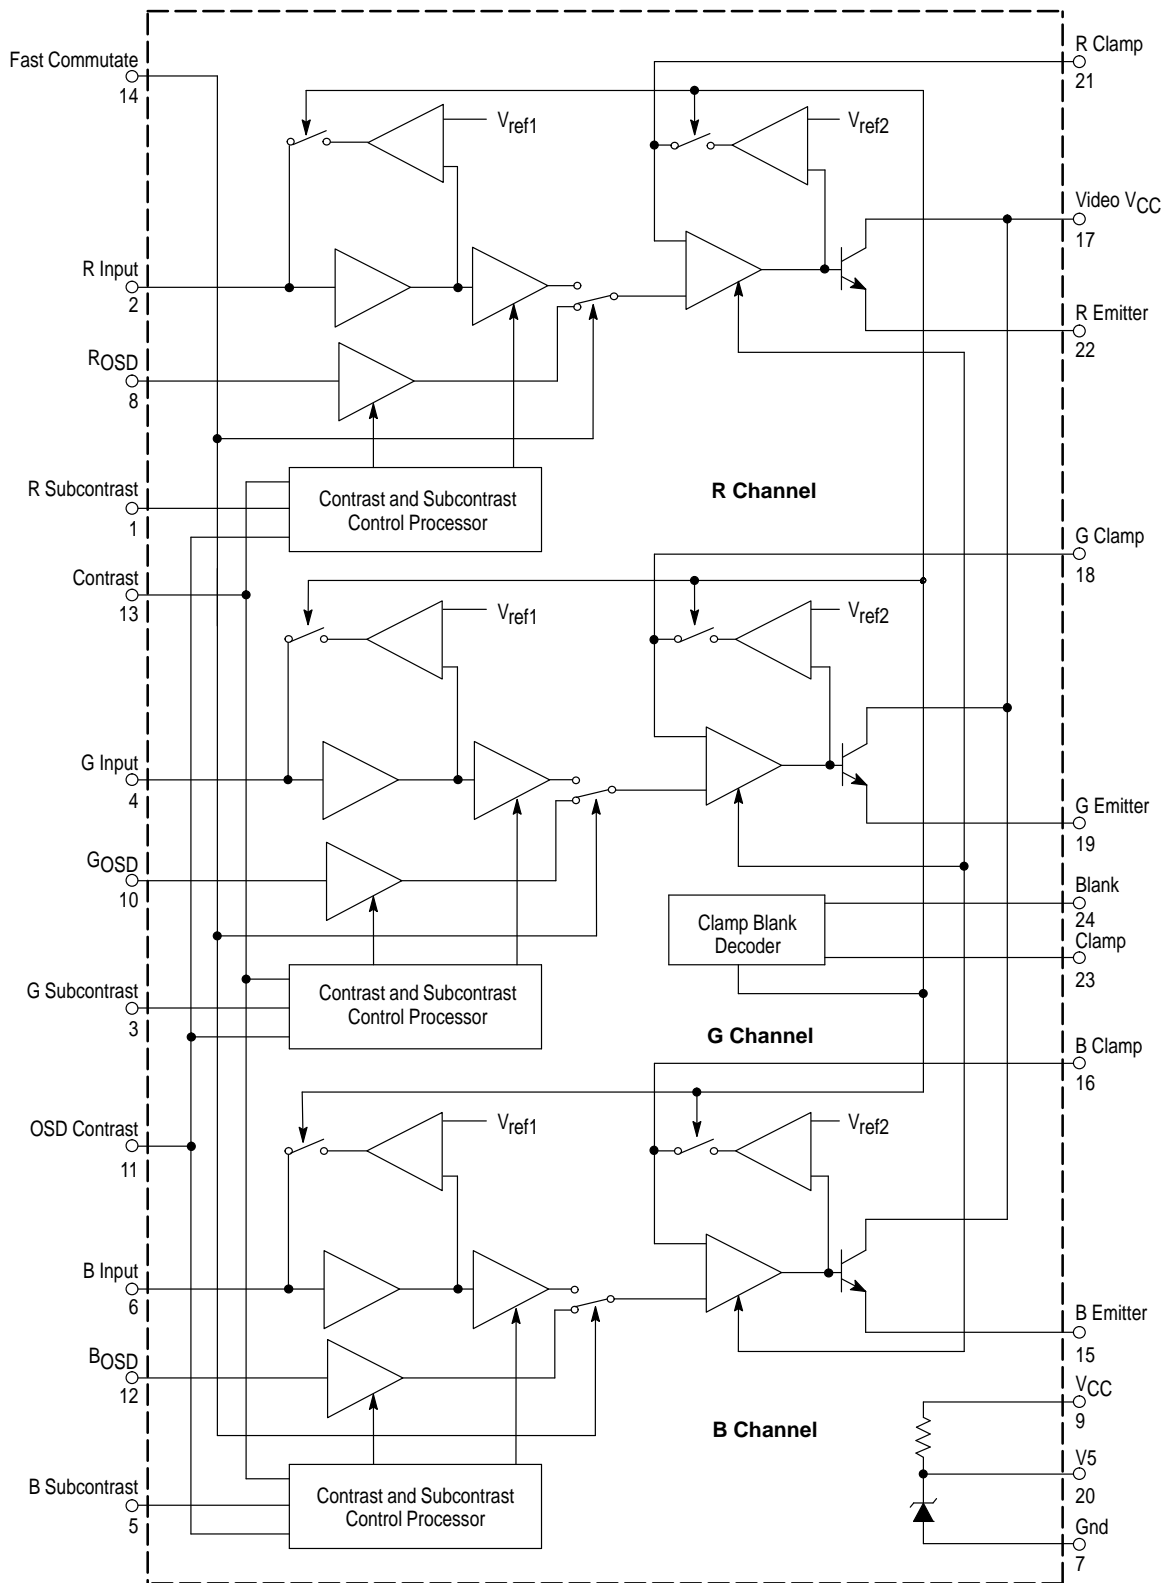 Fast Commutate
14
R Clamp
21
Vref1
Vref2
Video VCC
17
R Input
2
R Emitter
22
ROSD
8
R Subcontrast
1
Contrast and Subcontrast
Control Processor
R Channel
G Clamp
18
Contrast
13
Vref1
Vref2
G Input
4
G Emitter
19
GOSD
10
Blank
24
Clamp Blank
Decoder
Clamp
23
G Subcontrast
3
Contrast and Subcontrast
Control Processor
G Channel
B Clamp
16
OSD Contrast
11
Vref1
Vref2
B Input
6
B Emitter
15
BOSD
12
VCC
9
B Channel
V5
20
B Subcontrast
5
Contrast and Subcontrast
Control Processor
Gnd
7